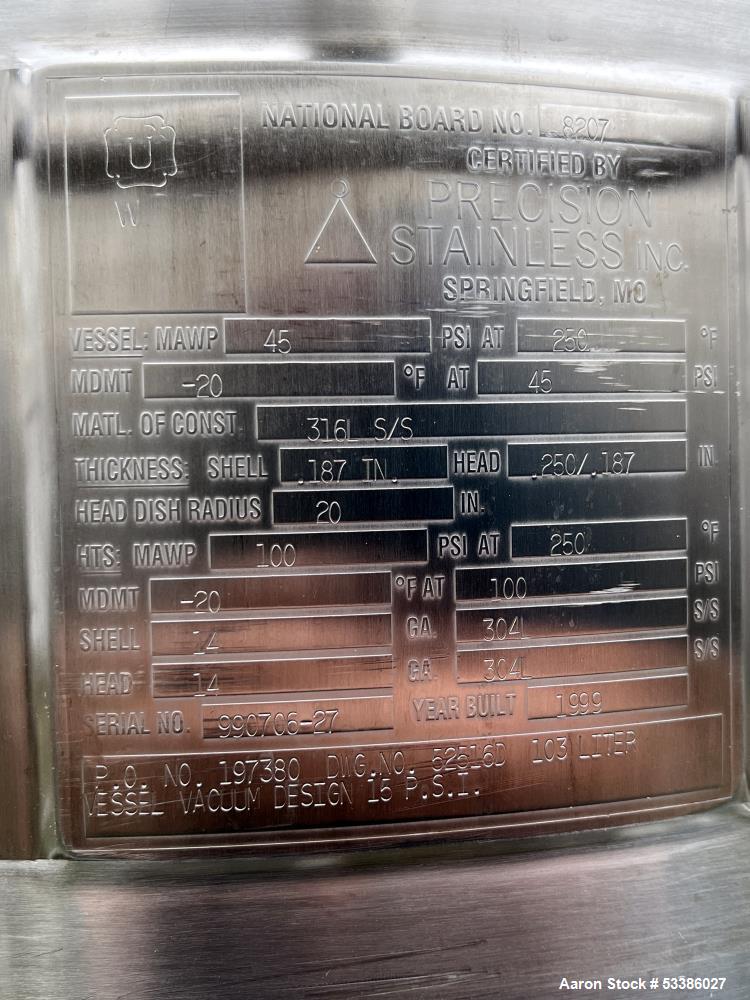 U
W
NATIONAL BOARD NO. 8207
CERTIFIED BY
PRECISION
STAINLESS INC.
SPRINGFIELD, MO
VESSEL: MAWP 45 PSI AT 250 °F
MDMT -20 °F AT 45 PSI
MATL. OF CONST 316L S/S
THICKNESS: SHELL .187 IN. HEAD .250/.187 IN.
HEAD DISH RADIUS 20 IN.
HTS: MAWP 100 PSI AT 250 °F
MDMT -20 °F AT 100 PSI
SHELL 14 GA. 304L S/S
HEAD 14 GA. 304L S/S
SERIAL NO. 990706-27 YEAR BUILT 1999
P.O. NO. 197380 DWG.NO. 52516D 103 LITER
VESSEL VACUUM DESIGN 15 P.S.I.
Aaron Stock # 53386027